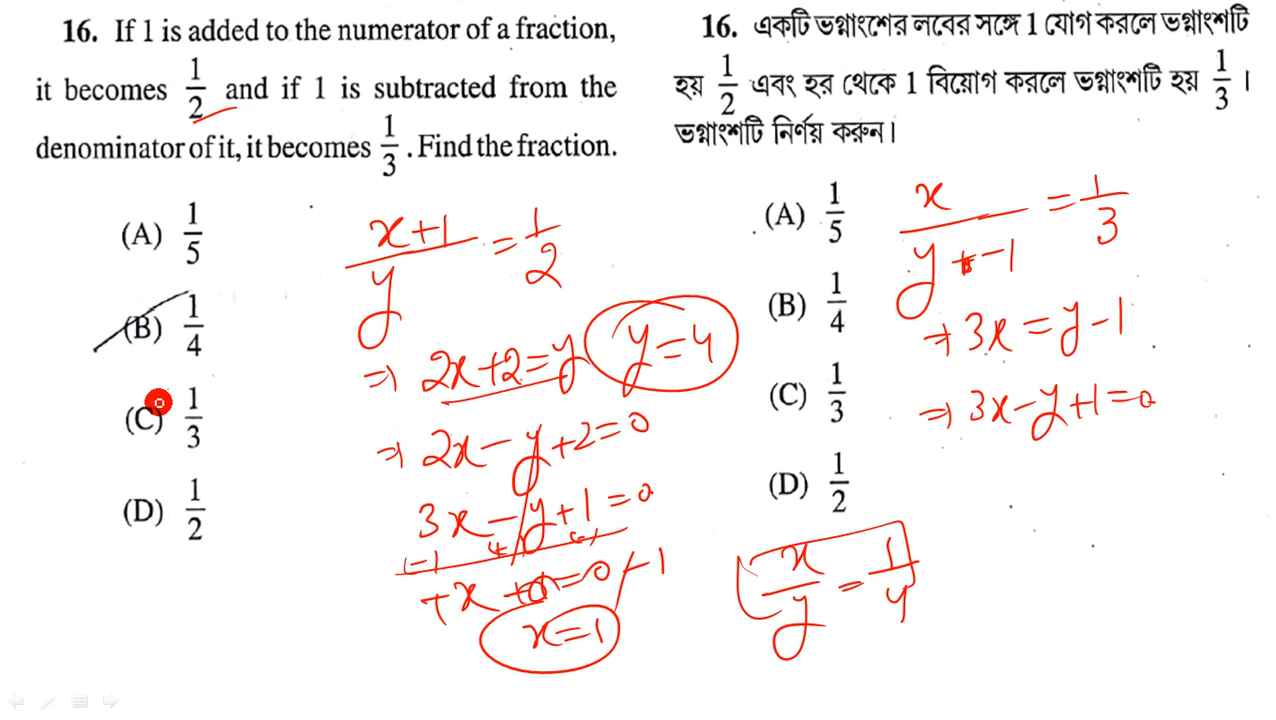 16. If 1 is added to the numerator of a fraction,
it becomes 1/2 and if 1 is subtracted from the
denominator of it, it becomes 1/3. Find the fraction.
(A) 1/5
(B) 1/4
(C) 1/3
(D) 1/2
x+1/y = 1/2
⇒ 2x+2=y
y=4
⇒ 2x-y+2=0
3x-y+1=0
(-) (+) (-)
x=1
16. একটি ভগ্নাংশের লবের সঙ্গে 1 যোগ করলে ভগ্নাংশটি
হয় 1/2 এবং হর থেকে 1 বিয়োগ করলে ভগ্নাংশটি হয় 1/3 ।
ভগ্নাংশটি নির্ণয় করুন।
(A) 1/5
(B) 1/4
(C) 1/3
(D) 1/2
x/y-1 = 1/3
⇒ 3x=y-1
⇒ 3x-y+1=0
x/y = 1/4